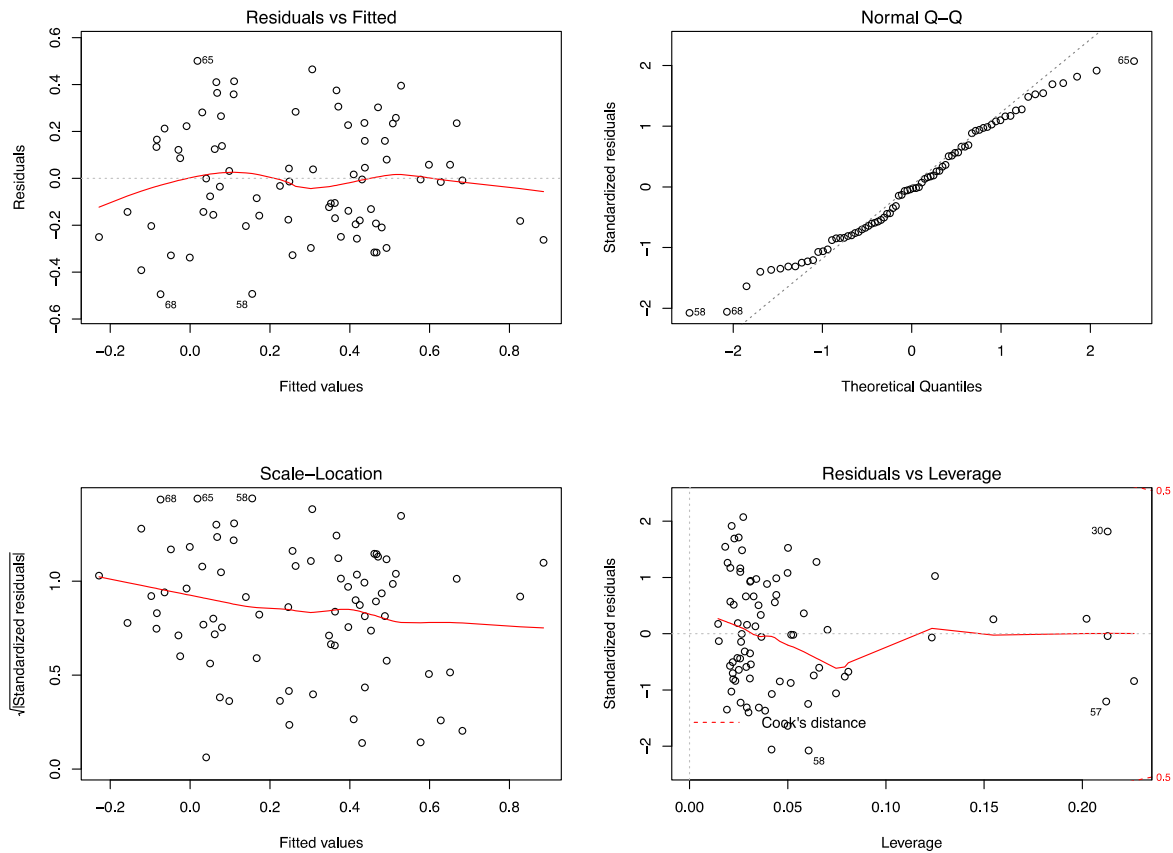 Residuals vs Fitted
Residuals
0.6
0.4
0.2
0.0
−0.2
−0.4
−0.6
65
68
58
−0.2 0.0 0.2 0.4 0.6 0.8
Fitted values
Normal Q−Q
Standardized residuals
2
1
0
−1
−2
65
58
68
−2 −1 0 1 2
Theoretical Quantiles
Scale−Location
√|Standardized residuals|
1.0
0.5
0.0
68
65
58
−0.2 0.0 0.2 0.4 0.6 0.8
Fitted values
Residuals vs Leverage
Standardized residuals
2
1
0
−1
−2
0.5
30
57
Cook's distance
58
0.5
0.00 0.05 0.10 0.15 0.20
Leverage